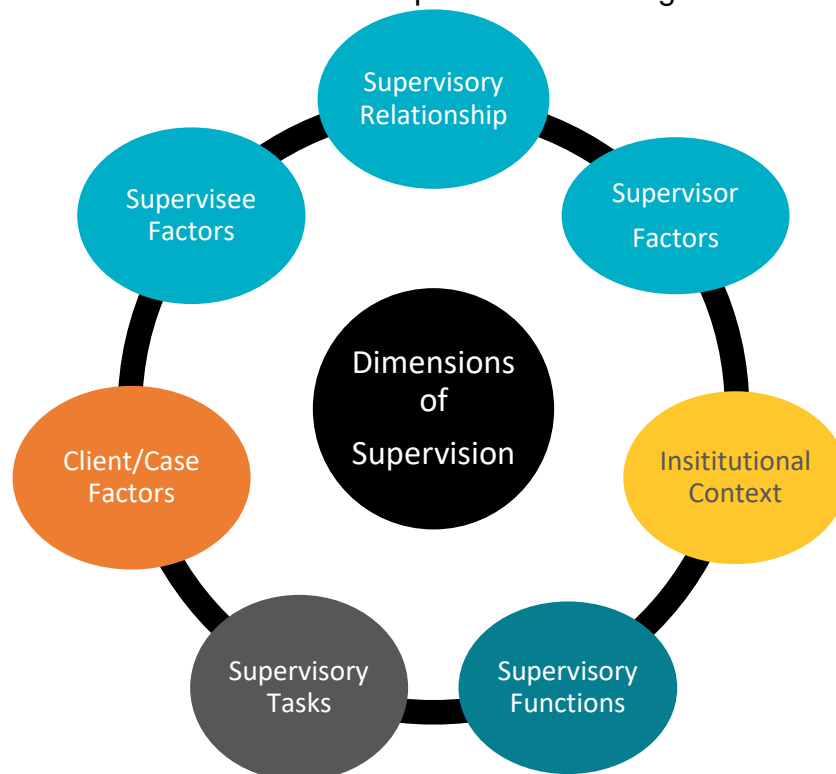 Supervisory
Relationship
Supervisor
Factors
Insititutional
Context
Supervisory
Functions
Supervisory
Tasks
Client/Case
Factors
Supervisee
Factors
Dimensions
of
Supervision